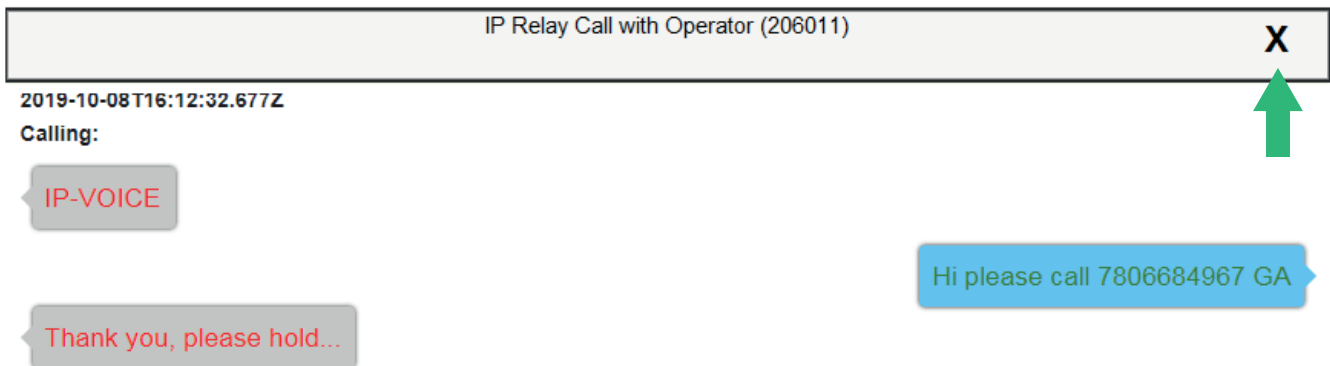 IP Relay Call with Operator (206011)
X
2019-10-08T16:12:32.677Z
Calling:
IP-VOICE
Hi please call 7806684967 GA
Thank you, please hold...